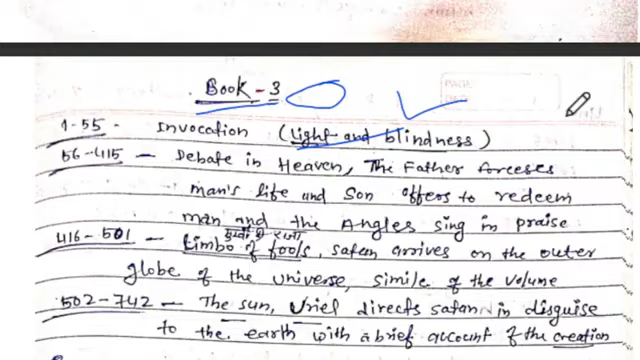 Book - 3
1-55 - Invocation (Light and blindness)
56-415 - Debate in Heaven, The Father forceses
man's life and Son offers to redeem
man and the Angles sing in praise
416-501 - Limbo of fools, satan arrives on the outer
globe of the universe, simile of the volume
502-742 - The sun, Uriel directs satan in disguise
to the earth with a brief account of the creation